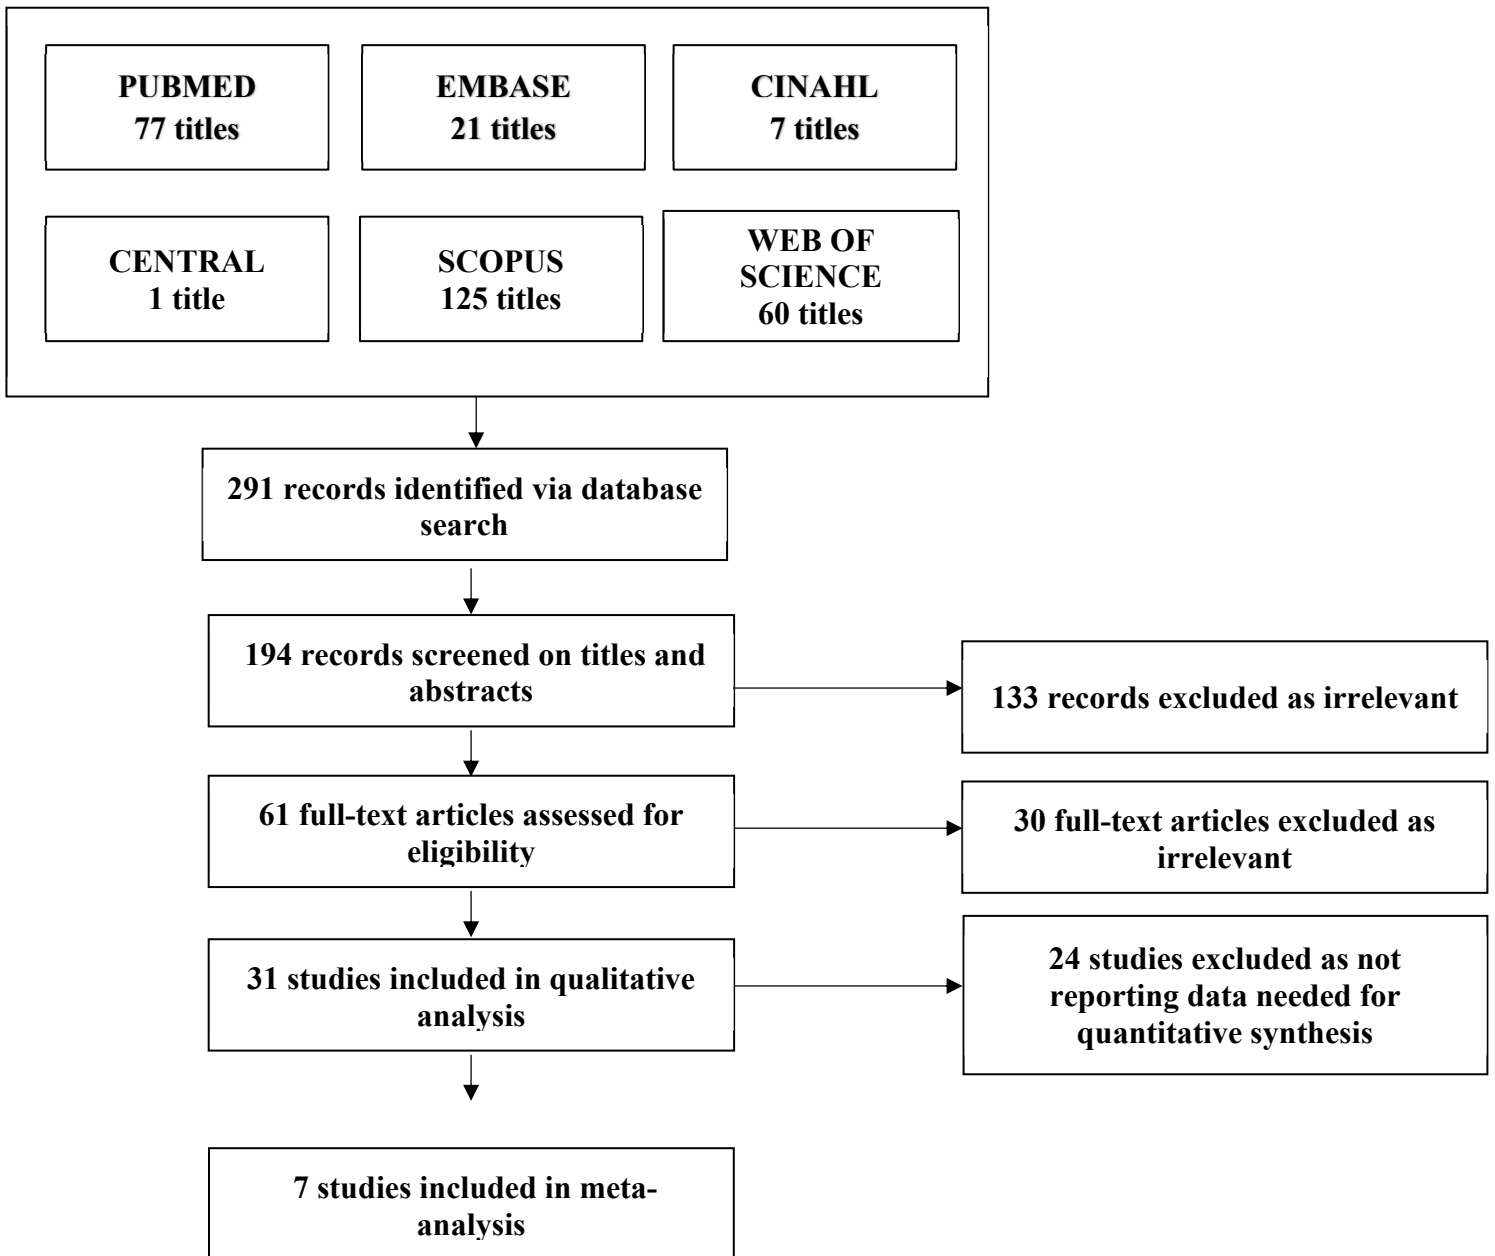 PUBMED
77 titles
EMBASE
21 titles
CINAHL
7 titles
CENTRAL
1 title
SCOPUS
125 titles
WEB OF
SCIENCE
60 titles
291 records identified via database
search
194 records screened on titles and
abstracts
133 records excluded as irrelevant
61 full-text articles assessed for
eligibility
30 full-text articles excluded as
irrelevant
31 studies included in qualitative
analysis
24 studies excluded as not
reporting data needed for
quantitative synthesis
7 studies included in meta-
analysis